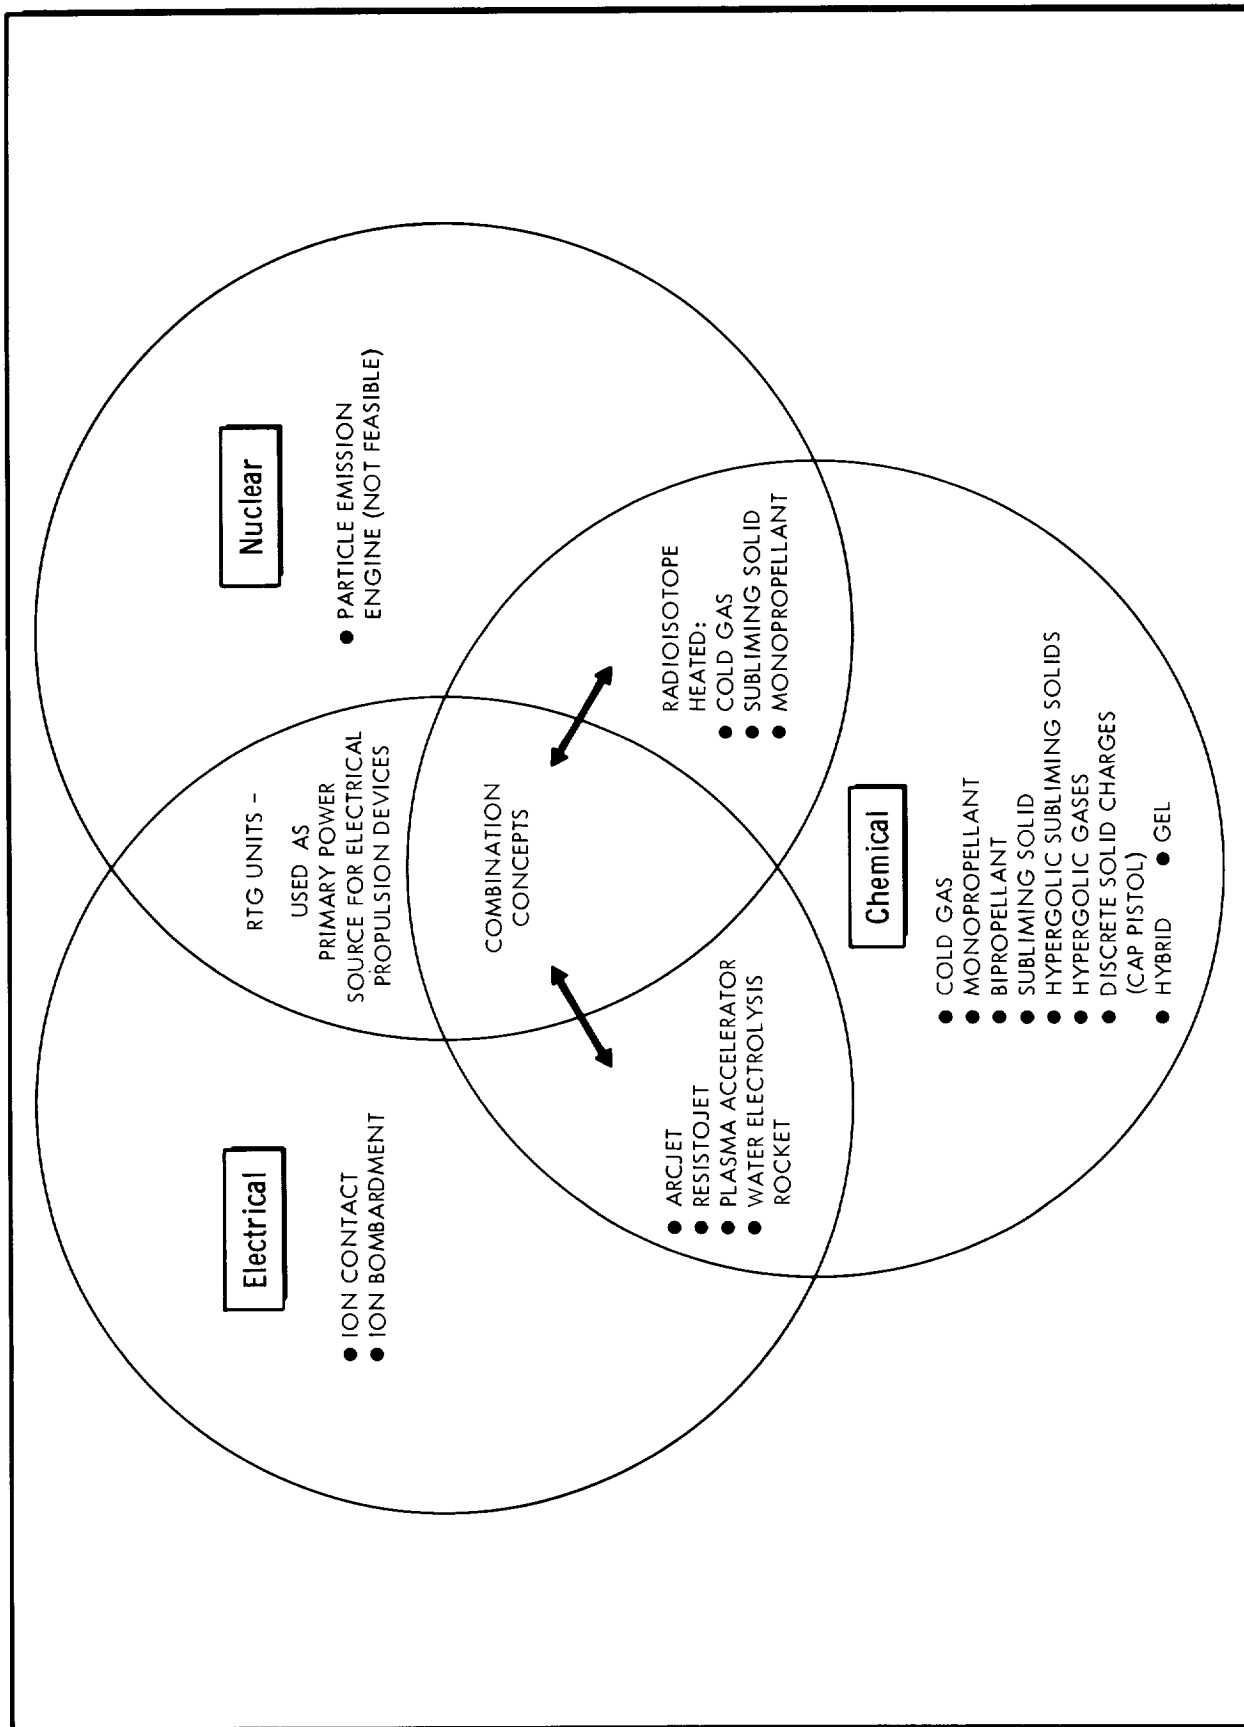 Electrical
● ION CONTACT
● ION BOMBARDMENT
RTG UNITS –
USED AS
PRIMARY POWER
SOURCE FOR ELECTRICAL
PROPULSION DEVICES
Nuclear
● PARTICLE EMISSION
ENGINE (NOT FEASIBLE)
COMBINATION
CONCEPTS
● ARCJET
● RESISTOJET
● PLASMA ACCELERATOR
● WATER ELECTROLYSIS
ROCKET
RADIOISOTOPE
HEATED:
● COLD GAS
● SUBLIMING SOLID
● MONOPROPELLANT
Chemical
● COLD GAS
● MONOPROPELLANT
● BIPROPELLANT
● SUBLIMING SOLID
● HYPERGOLIC SUBLIMING SOLIDS
● HYPERGOLIC GASES
● DISCRETE SOLID CHARGES
(CAP PISTOL)
● HYBRID ● GEL